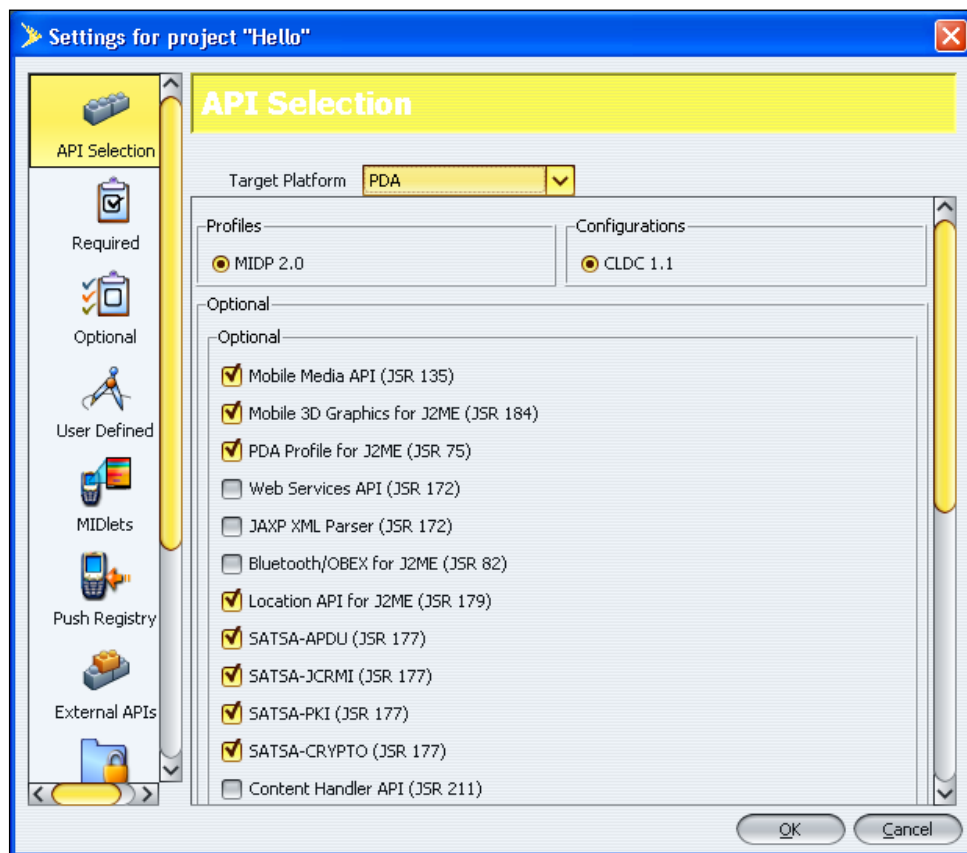 Settings for project "Hello"
API Selection
Required
Optional
User Defined
MIDlets
Push Registry
External APIs
API Selection
Target Platform PDA
Profiles
MIDP 2.0
Configurations
CLDC 1.1
Optional
Optional
Mobile Media API (JSR 135)
Mobile 3D Graphics for J2ME (JSR 184)
PDA Profile for J2ME (JSR 75)
Web Services API (JSR 172)
JAXP XML Parser (JSR 172)
Bluetooth/OBEX for J2ME (JSR 82)
Location API for J2ME (JSR 179)
SATSA-APDU (JSR 177)
SATSA-JCRMI (JSR 177)
SATSA-PKI (JSR 177)
SATSA-CRYPTO (JSR 177)
Content Handler API (JSR 211)
OK Cancel